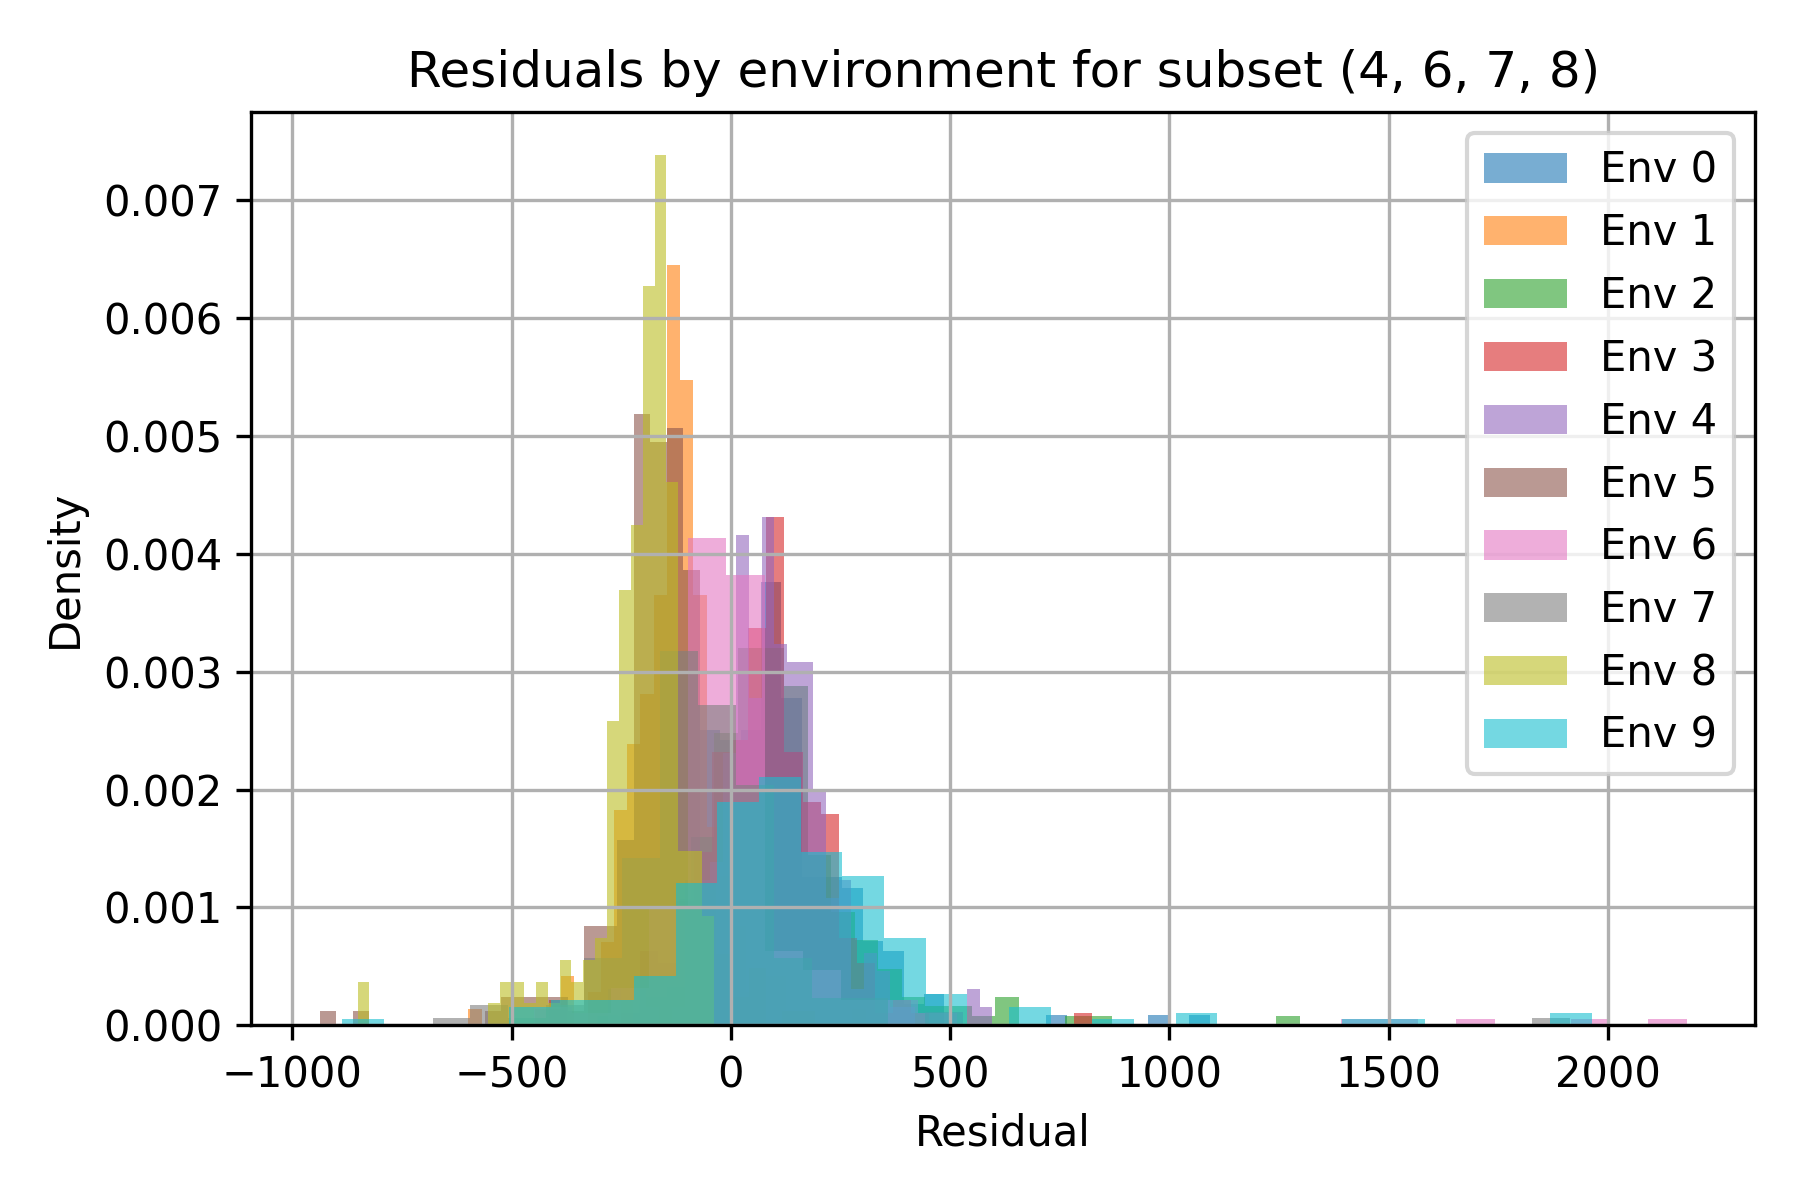 Residuals by environment for subset (4, 6, 7, 8)
0.007
0.006
0.005
0.004
0.003
0.002
0.001
0.000
Density
−1000
−500
0
500
1000
1500
2000
Residual
Env 0
Env 1
Env 2
Env 3
Env 4
Env 5
Env 6
Env 7
Env 8
Env 9